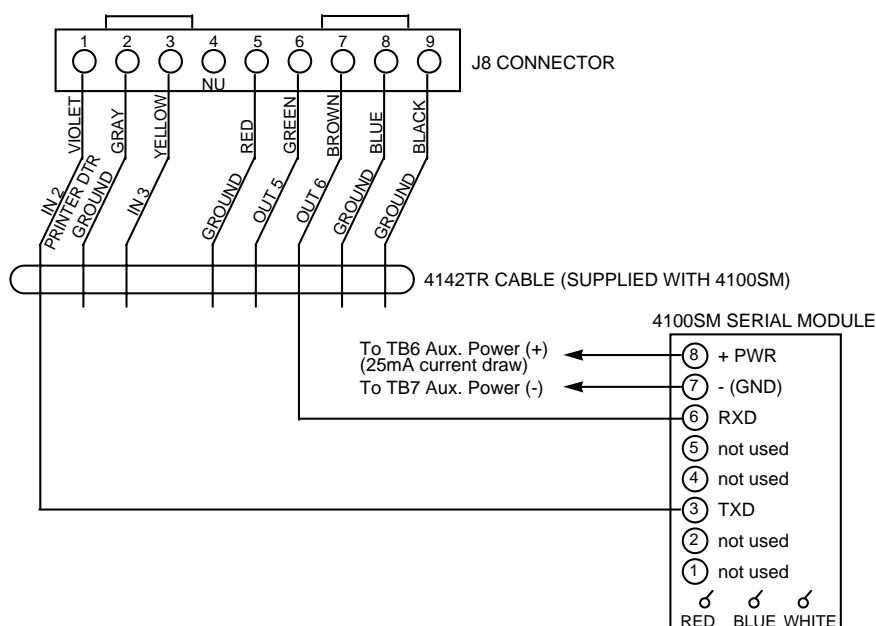 1 2 3 4 5 6 7 8 9
NU
J8 CONNECTOR
VIOLET
GRAY
YELLOW
RED
GREEN
BROWN
BLUE
BLACK
IN 2
PRINTER DTR
GROUND
IN 3
GROUND
OUT 5
OUT 6
GROUND
GROUND
4142TR CABLE (SUPPLIED WITH 4100SM)
4100SM SERIAL MODULE
To TB6 Aux. Power (+)
(25mA current draw)
To TB7 Aux. Power (-)
8 + PWR
7 - (GND)
6 RXD
5 not used
4 not used
3 TXD
2 not used
1 not used
RED BLUE WHITE